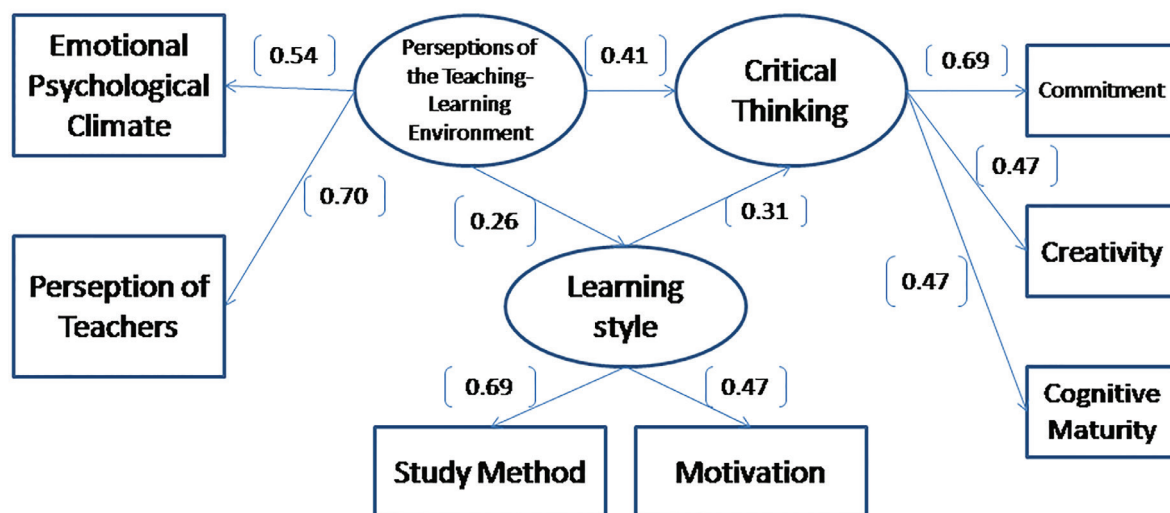 Emotional
Psychological
Climate
0.54
Perseptions of
the Teaching-
Learning
Environment
0.41
Critical
Thinking
0.69
Commitment
0.70
0.26
0.31
0.47
Perseption of
Teachers
Learning
style
0.47
Creativity
0.69
0.47
Cognitive
Maturity
Study Method
Motivation